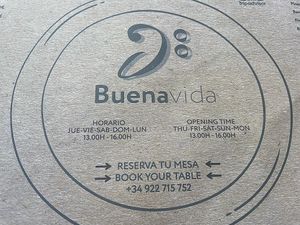 Tripadvisor
Buenavida
HORARIO
JUE-VIE-SAB-DOM-LUN
13.00H - 16.00H
OPENING TIME
THU-FRI-SAT-SUN-MON
13.00H - 16.00H
RESERVA TU MESA
BOOK YOUR TABLE
+34 922 715 752